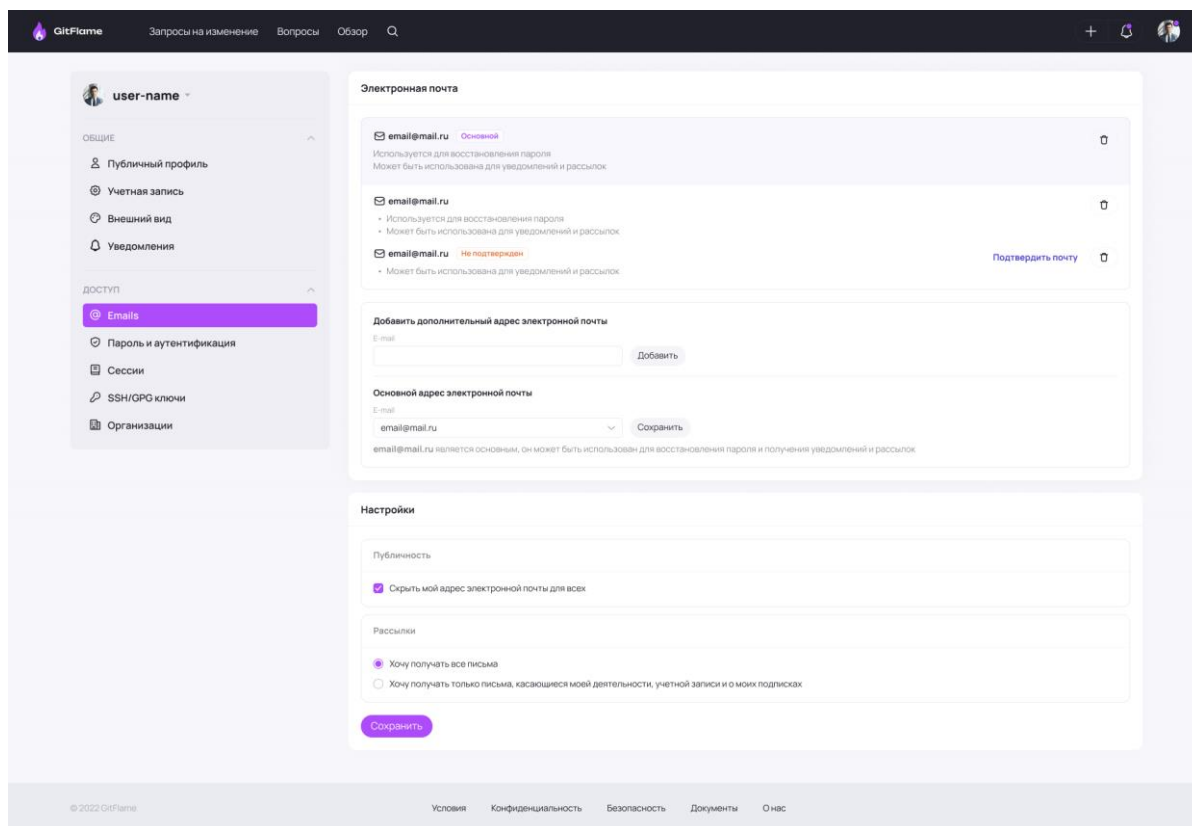 GitFlame
Запросы на изменение Вопросы Обзор
user-name
ОБЩИЕ
Публичный профиль
Учетная запись
Внешний вид
Уведомления
ДОСТУП
Emails
Пароль и аутентификация
Сессии
SSH/GPG ключи
Организации
Электронная почта
email@mail.ru Основной
Используется для восстановления пароля
Может быть использована для уведомлений и рассылок
email@mail.ru
• Используется для восстановления пароля
• Может быть использована для уведомлений и рассылок
email@mail.ru Не подтвержден Подтвердить почту
• Может быть использована для уведомлений и рассылок
Добавить дополнительный адрес электронной почты
E-mail
Добавить
Основной адрес электронной почты
E-mail
email@mail.ru Сохранить
email@mail.ru является основным, он может быть использован для восстановления пароля и получения уведомлений и рассылок
Настройки
Публичность
Скрыть мой адрес электронной почты для всех
Рассылки
Хочу получать все письма
Хочу получать только письма, касающиеся моей деятельности, учетной записи и о моих подписках
Сохранить
© 2022 GitFlame Условия Конфиденциальность Безопасность Документы О нас